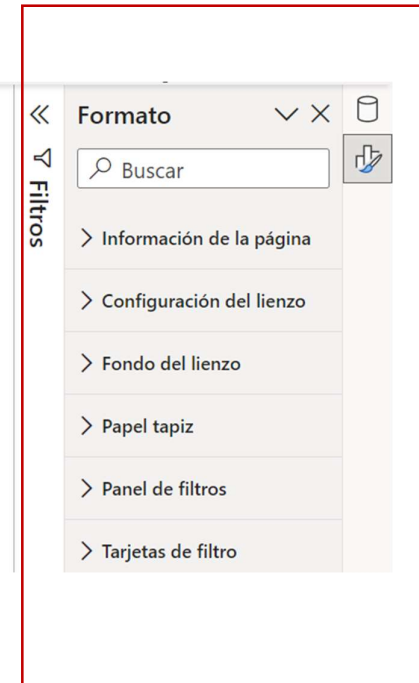 Formato
Buscar
Filtros
Información de la página
Configuración del lienzo
Fondo del lienzo
Papel tapiz
Panel de filtros
Tarjetas de filtro